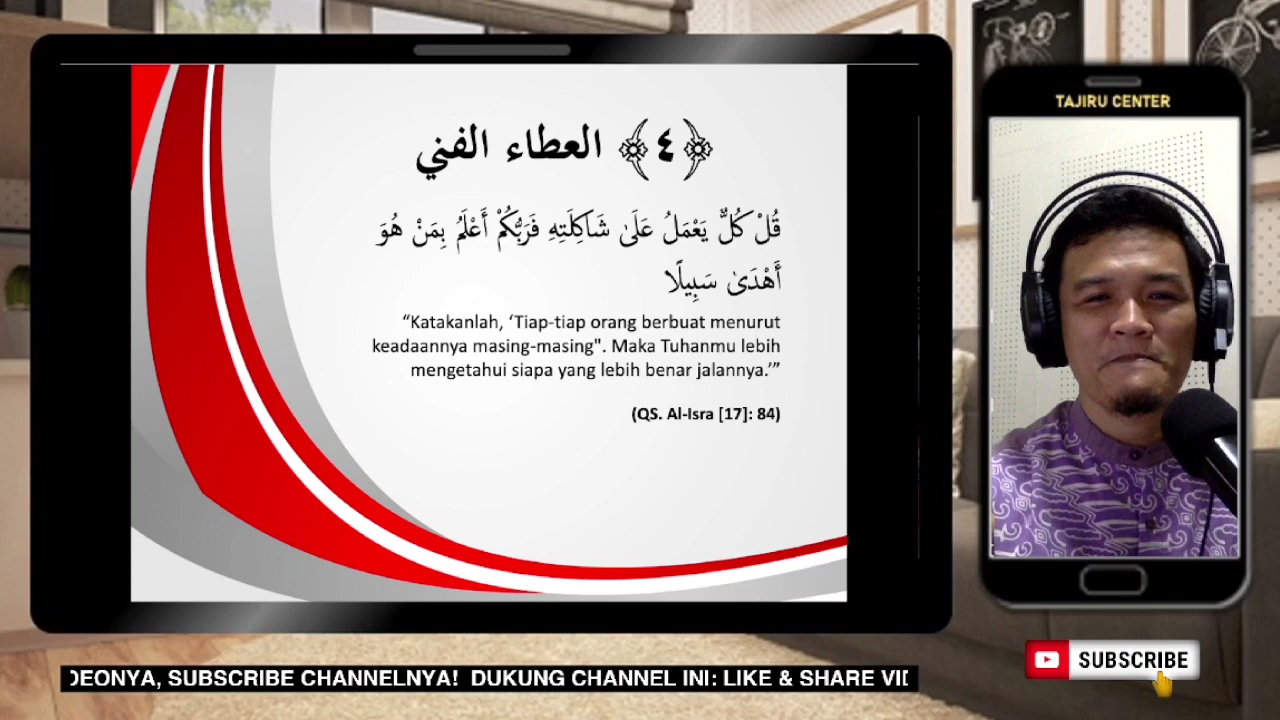 ﴿٤﴾ العطاء الفني
قُلْ كُلٌّ يَعْمَلُ عَلَىٰ شَاكِلَتِهِ فَرَبُّكُمْ أَعْلَمُ بِمَنْ هُوَ
أَهْدَىٰ سَبِيلًا
“Katakanlah, ‘Tiap-tiap orang berbuat menurut
keadaannya masing-masing". Maka Tuhanmu lebih
mengetahui siapa yang lebih benar jalannya.’”
(QS. Al-Isra [17]: 84)
TAJIRU CENTER
SUBSCRIBE
DEONYA, SUBSCRIBE CHANNELNYA! DUKUNG CHANNEL INI: LIKE & SHARE VID